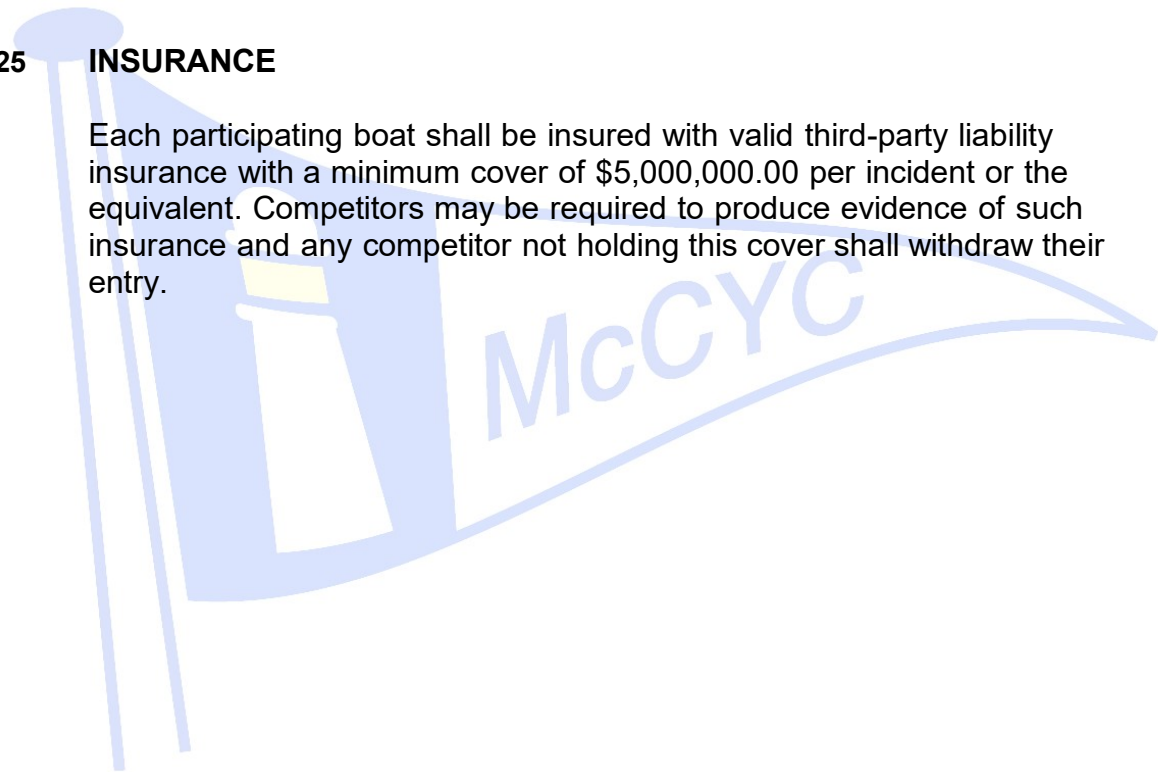 25 INSURANCE
Each participating boat shall be insured with valid third-party liability
insurance with a minimum cover of $5,000,000.00 per incident or the
equivalent. Competitors may be required to produce evidence of such
insurance and any competitor not holding this cover shall withdraw their
entry.
McCYC